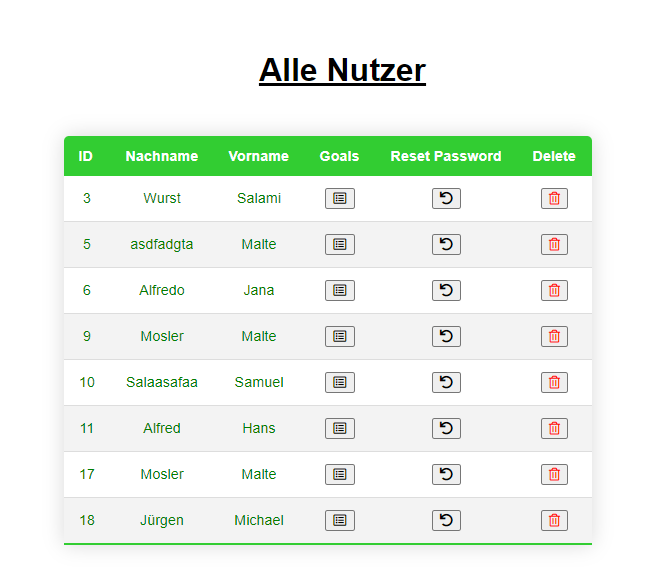 Alle Nutzer
ID Nachname Vorname Goals Reset Password Delete
3 Wurst Salami
5 asdfadgta Malte
6 Alfredo Jana
9 Mosler Malte
10 Salaasafaa Samuel
11 Alfred Hans
17 Mosler Malte
18 Jürgen Michael